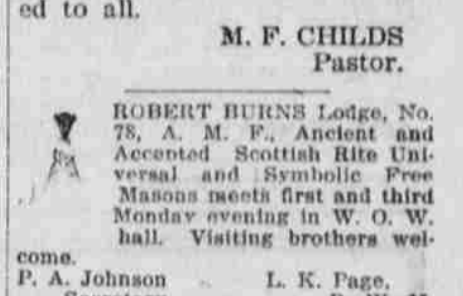 ed to all.
M. F. CHILDS
Pastor.
ROBERT BURNS Lodge, No.
78, A. M. F., Ancient and
Accepted Scottish Rite Uni-
versal and Symbolic Free
Masons meets first and third
Monday evening in W. O. W.
hall. Visiting brothers wel-
come.
P. A. Johnson L. K. Page,
Secretary